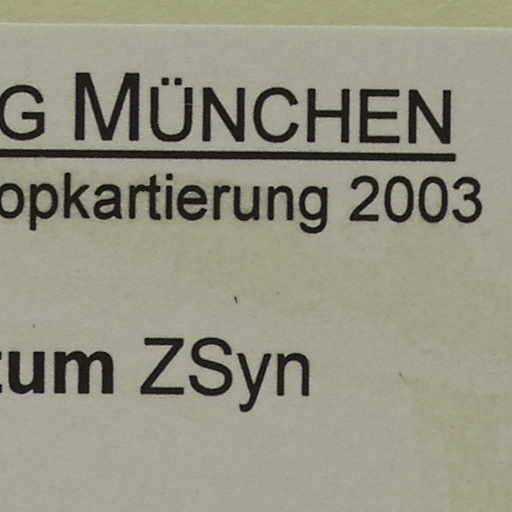 G MÜNCHEN
opkartierung 2003
zum ZSyn